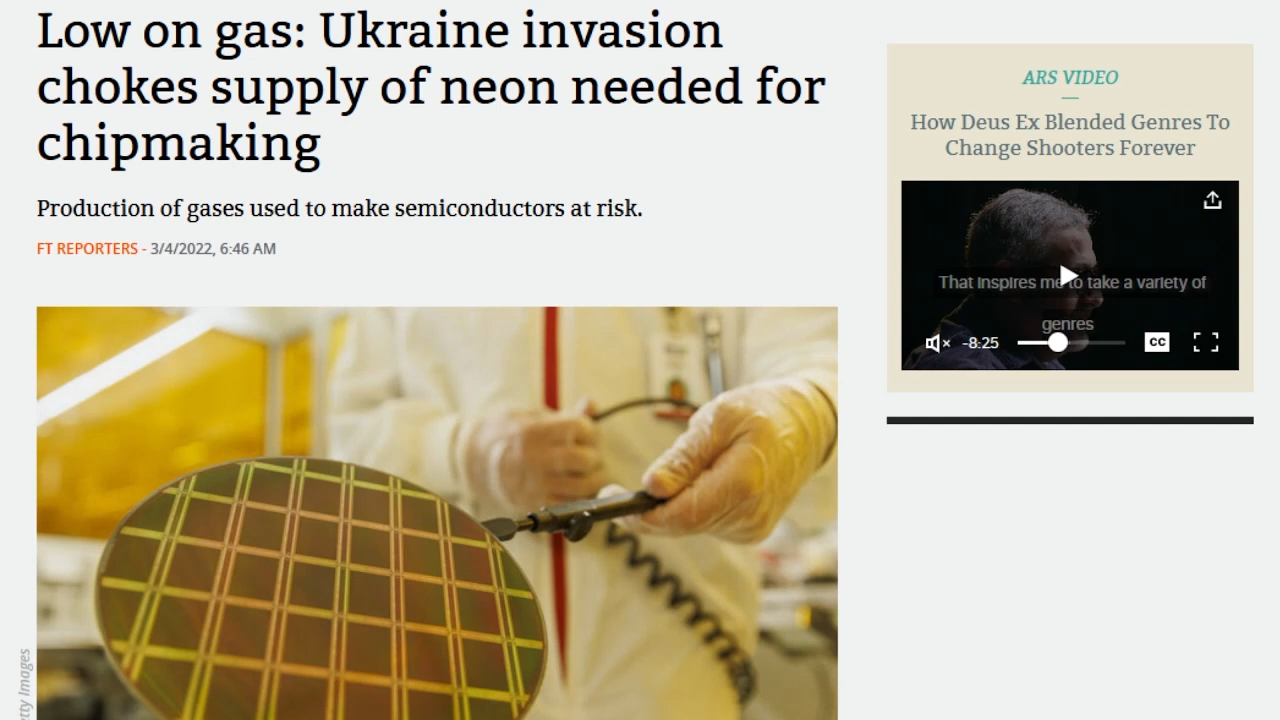 Low on gas: Ukraine invasion
chokes supply of neon needed for
chipmaking
Production of gases used to make semiconductors at risk.
FT REPORTERS - 3/4/2022, 6:46 AM
ARS VIDEO
How Deus Ex Blended Genres To
Change Shooters Forever
That inspires me to take a variety of
genres
-8:25
CC
Images